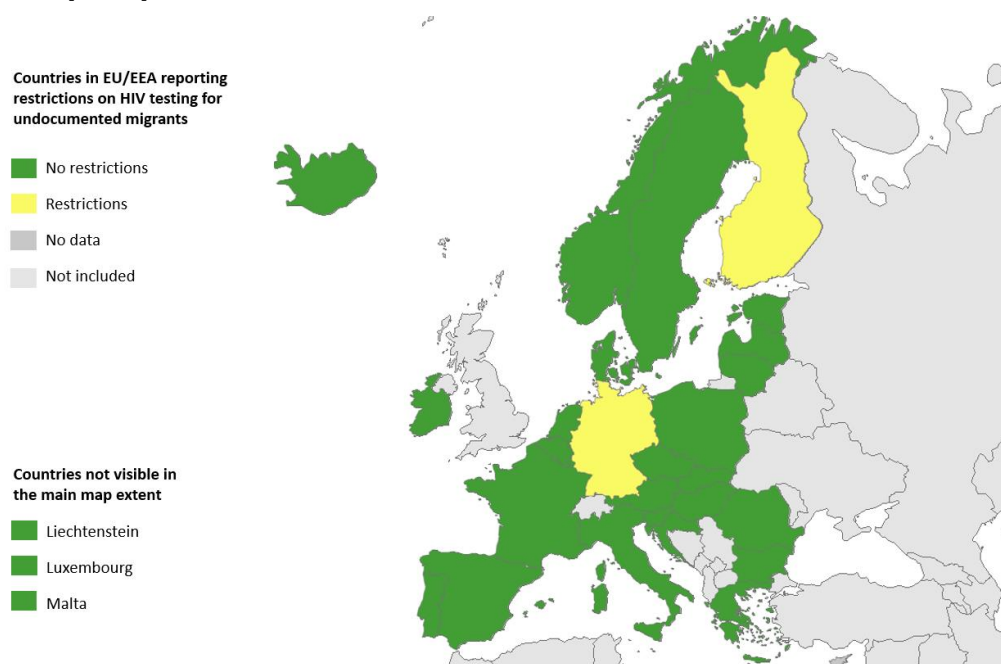 Countries in EU/EEA reporting
restrictions on HIV testing for
undocumented migrants
No restrictions
Restrictions
No data
Not included
Countries not visible in
the main map extent
Liechtenstein
Luxembourg
Malta